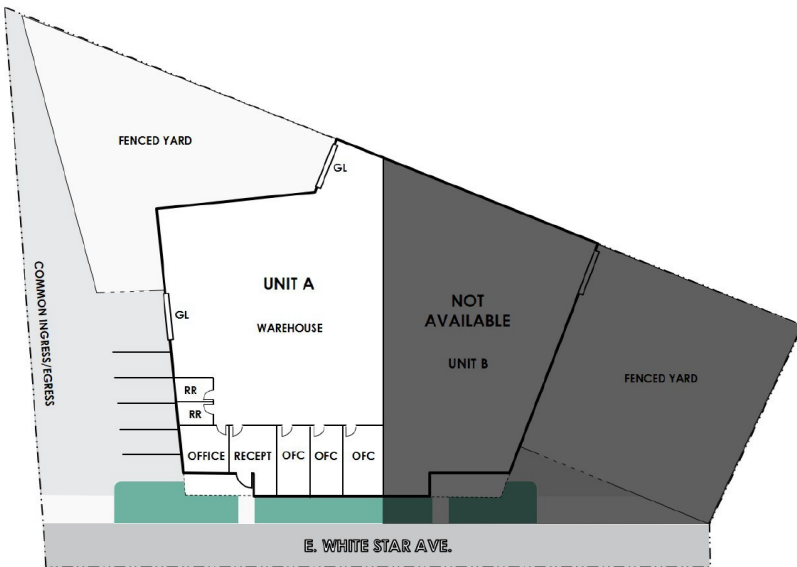 FENCED YARD
GL
UNIT A
WAREHOUSE
GL
COMMON INGRESS/EGRESS
NOT
AVAILABLE
UNIT B
FENCED YARD
RR
RR
OFFICE
RECEPT
OFC
OFC
OFC
E. WHITE STAR AVE.